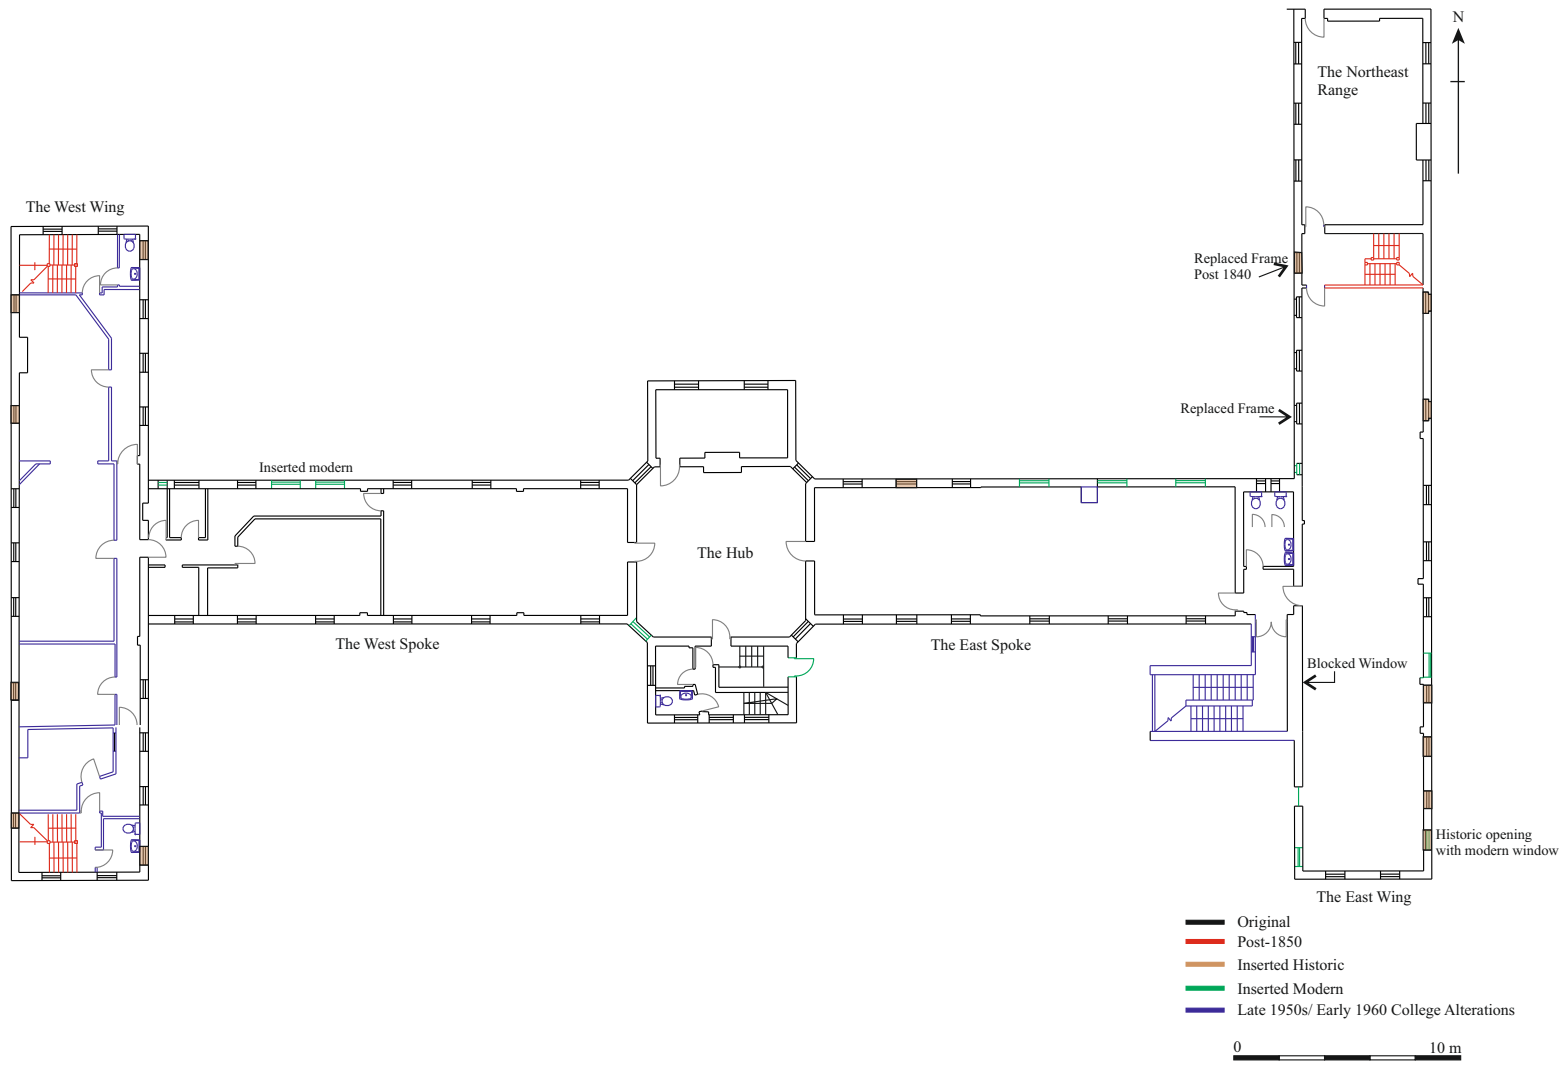 N
The Northeast
Range
The West Wing
Replaced Frame
Post 1840
Replaced Frame
Inserted modern
The Hub
The West Spoke
The East Spoke
Blocked Window
Historic opening
with modern window
The East Wing
Original
Post-1850
Inserted Historic
Inserted Modern
Late 1950s/ Early 1960 College Alterations
0 10 m